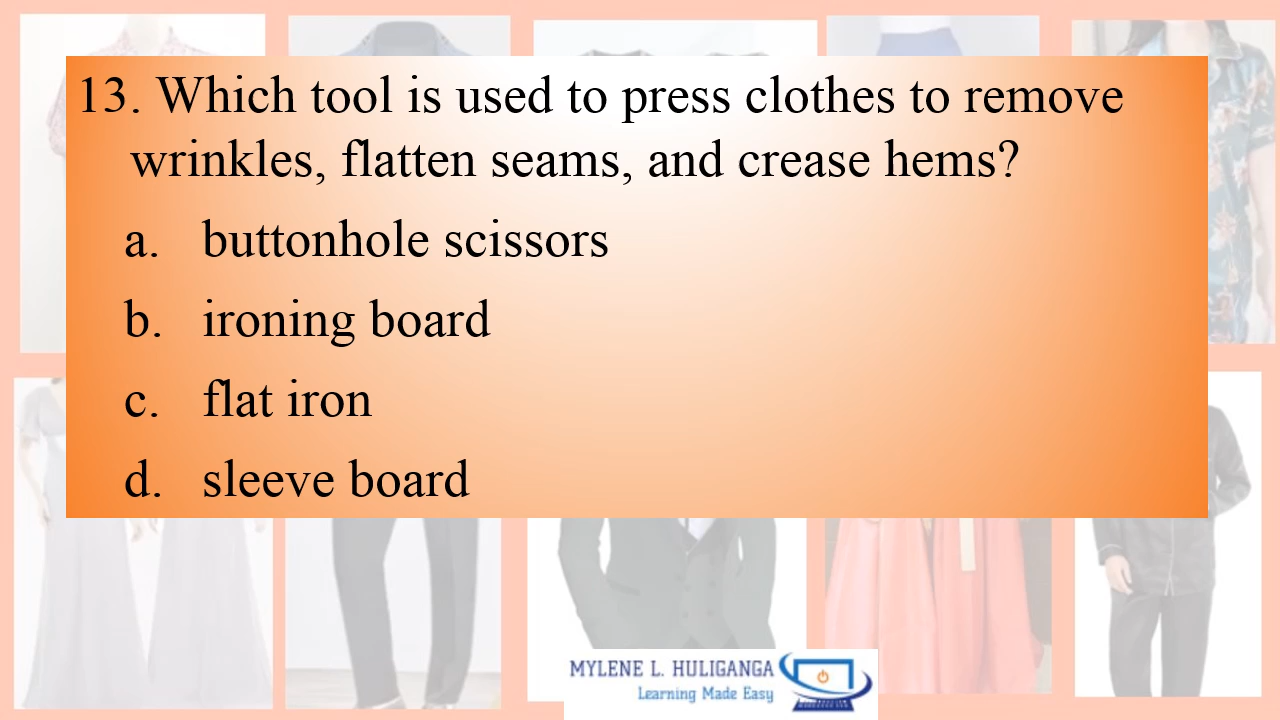 13. Which tool is used to press clothes to remove
wrinkles, flatten seams, and crease hems?
a. buttonhole scissors
b. ironing board
c. flat iron
d. sleeve board
MYLENE L. HULIGANGA
Learning Made Easy